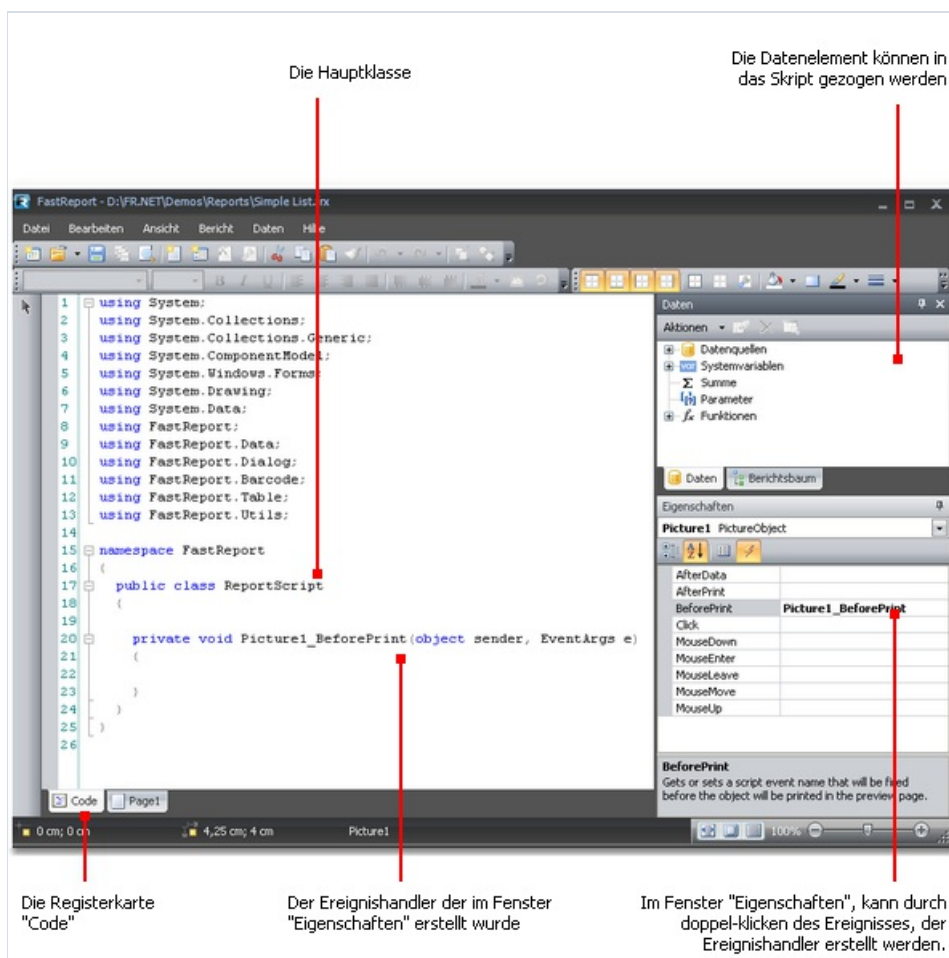 Die Hauptklasse
Die Datenelement können in
das Skript gezogen werden
FastReport - D:\FR.NET\Demos\Reports\Simple List.frx
Datei Bearbeiten Ansicht Bericht Daten Hilfe
1 using System;
2 using System.Collections;
3 using System.Collections.Generic;
4 using System.ComponentModel;
5 using System.Windows.Forms;
6 using System.Drawing;
7 using System.Data;
8 using FastReport;
9 using FastReport.Data;
10 using FastReport.Dialog;
11 using FastReport.Barcode;
12 using FastReport.Table;
13 using FastReport.Utils;
14
15 namespace FastReport
16 {
17 public class ReportScript
18 {
19
20 private void Picture1_BeforePrint(object sender, EventArgs e)
21 {
22
23 }
24 }
25 }
26
Code Page1
Daten
Aktionen
Datenquellen
Systemvariablen
Summe
Parameter
Funktionen
Daten Berichtsbaum
Eigenschaften
Picture1 PictureObject
AfterData
AfterPrint
BeforePrint Picture1_BeforePrint
Click
MouseDown
MouseEnter
MouseLeave
MouseMove
MouseUp
BeforePrint
Gets or sets a script event name that will be fired
before the object will be printed in the preview page.
0 cm; 0 cm 4,25 cm; 4 cm Picture1 100%
Die Registerkarte
"Code"
Der Ereignishandler der im Fenster
"Eigenschaften" erstellt wurde
Im Fenster "Eigenschaften", kann durch
doppel-klicken des Ereignisses, der
Ereignishandler erstellt werden.